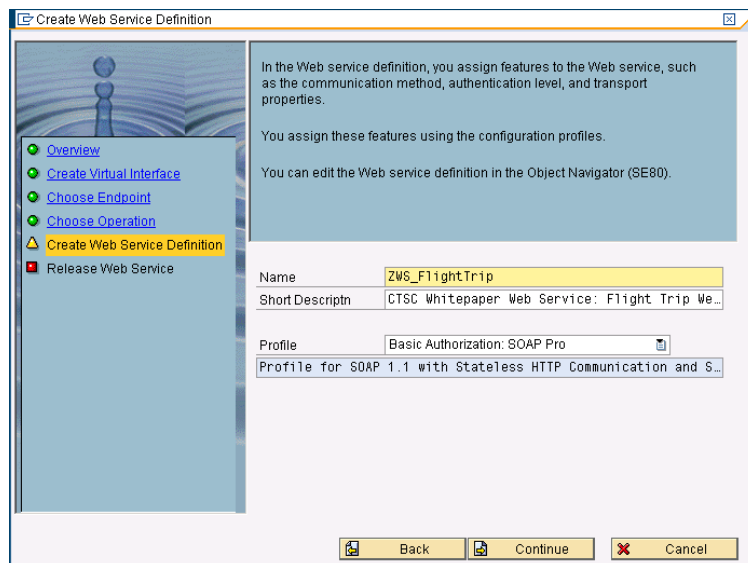 Create Web Service Definition
In the Web service definition, you assign features to the Web service, such
as the communication method, authentication level, and transport
properties.
You assign these features using the configuration profiles.
You can edit the Web service definition in the Object Navigator (SE80).
Overview
Create Virtual Interface
Choose Endpoint
Choose Operation
Create Web Service Definition
Release Web Service
Name ZWS_FlightTrip
Short Descriptn CTSC Whitepaper Web Service: Flight Trip We…
Profile Basic Authorization: SOAP Pro
Profile for SOAP 1.1 with Stateless HTTP Communication and S…
Back Continue Cancel